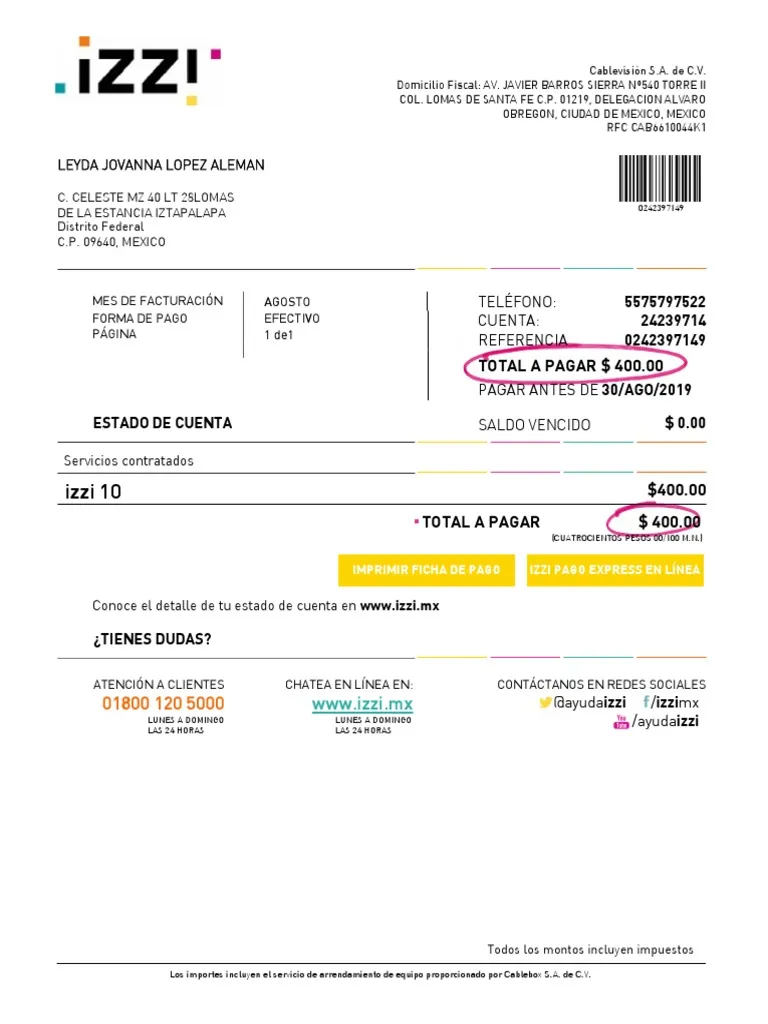 izzi
Cablevisión S.A. de C.V.
Domicilio Fiscal: AV. JAVIER BARROS SIERRA Nº540 TORRE II
COL. LOMAS DE SANTA FE C.P. 01219, DELEGACION ALVARO
OBREGON, CIUDAD DE MEXICO, MEXICO
RFC CAB6610044K1
LEYDA JOVANNA LOPEZ ALEMAN
C. CELESTE MZ 40 LT 28LOMAS
DE LA ESTANCIA IZTAPALAPA
Distrito Federal
C.P. 09640, MEXICO
0242397149
MES DE FACTURACIÓN AGOSTO
FORMA DE PAGO EFECTIVO
PÁGINA 1 de1
TELÉFONO: 5575797522
CUENTA: 24239714
REFERENCIA 0242397149
TOTAL A PAGAR $ 400.00
PAGAR ANTES DE 30/AGO/2019
ESTADO DE CUENTA
SALDO VENCIDO $ 0.00
Servicios contratados
izzi 10 $400.00
TOTAL A PAGAR $ 400.00
(CUATROCIENTOS PESOS 00/100 M.N.)
IMPRIMIR FICHA DE PAGO
IZZI PAGO EXPRESS EN LÍNEA
Conoce el detalle de tu estado de cuenta en www.izzi.mx
¿TIENES DUDAS?
ATENCIÓN A CLIENTES
01800 120 5000
LUNES A DOMINGO
LAS 24 HORAS
CHATEA EN LÍNEA EN:
www.izzi.mx
LUNES A DOMINGO
LAS 24 HORAS
CONTÁCTANOS EN REDES SOCIALES
@ayudaizzi f/izzimx
You Tube /ayudaizzi
Todos los montos incluyen impuestos
Los importes incluyen el servicio de arrendamiento de equipo proporcionado por Cablebox S.A. de C.V.